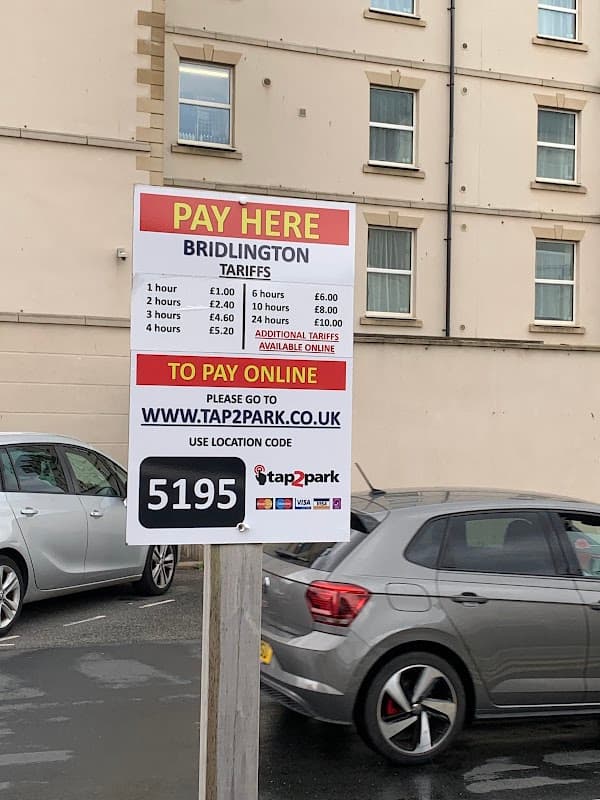 PAY HERE
BRIDLINGTON
TARIFFS
1 hour £1.00
2 hours £2.40
3 hours £4.60
4 hours £5.20
6 hours £6.00
10 hours £8.00
24 hours £10.00
ADDITIONAL TARIFFS
AVAILABLE ONLINE
TO PAY ONLINE
PLEASE GO TO
WWW.TAP2PARK.CO.UK
USE LOCATION CODE
5195
tap2park
VISA